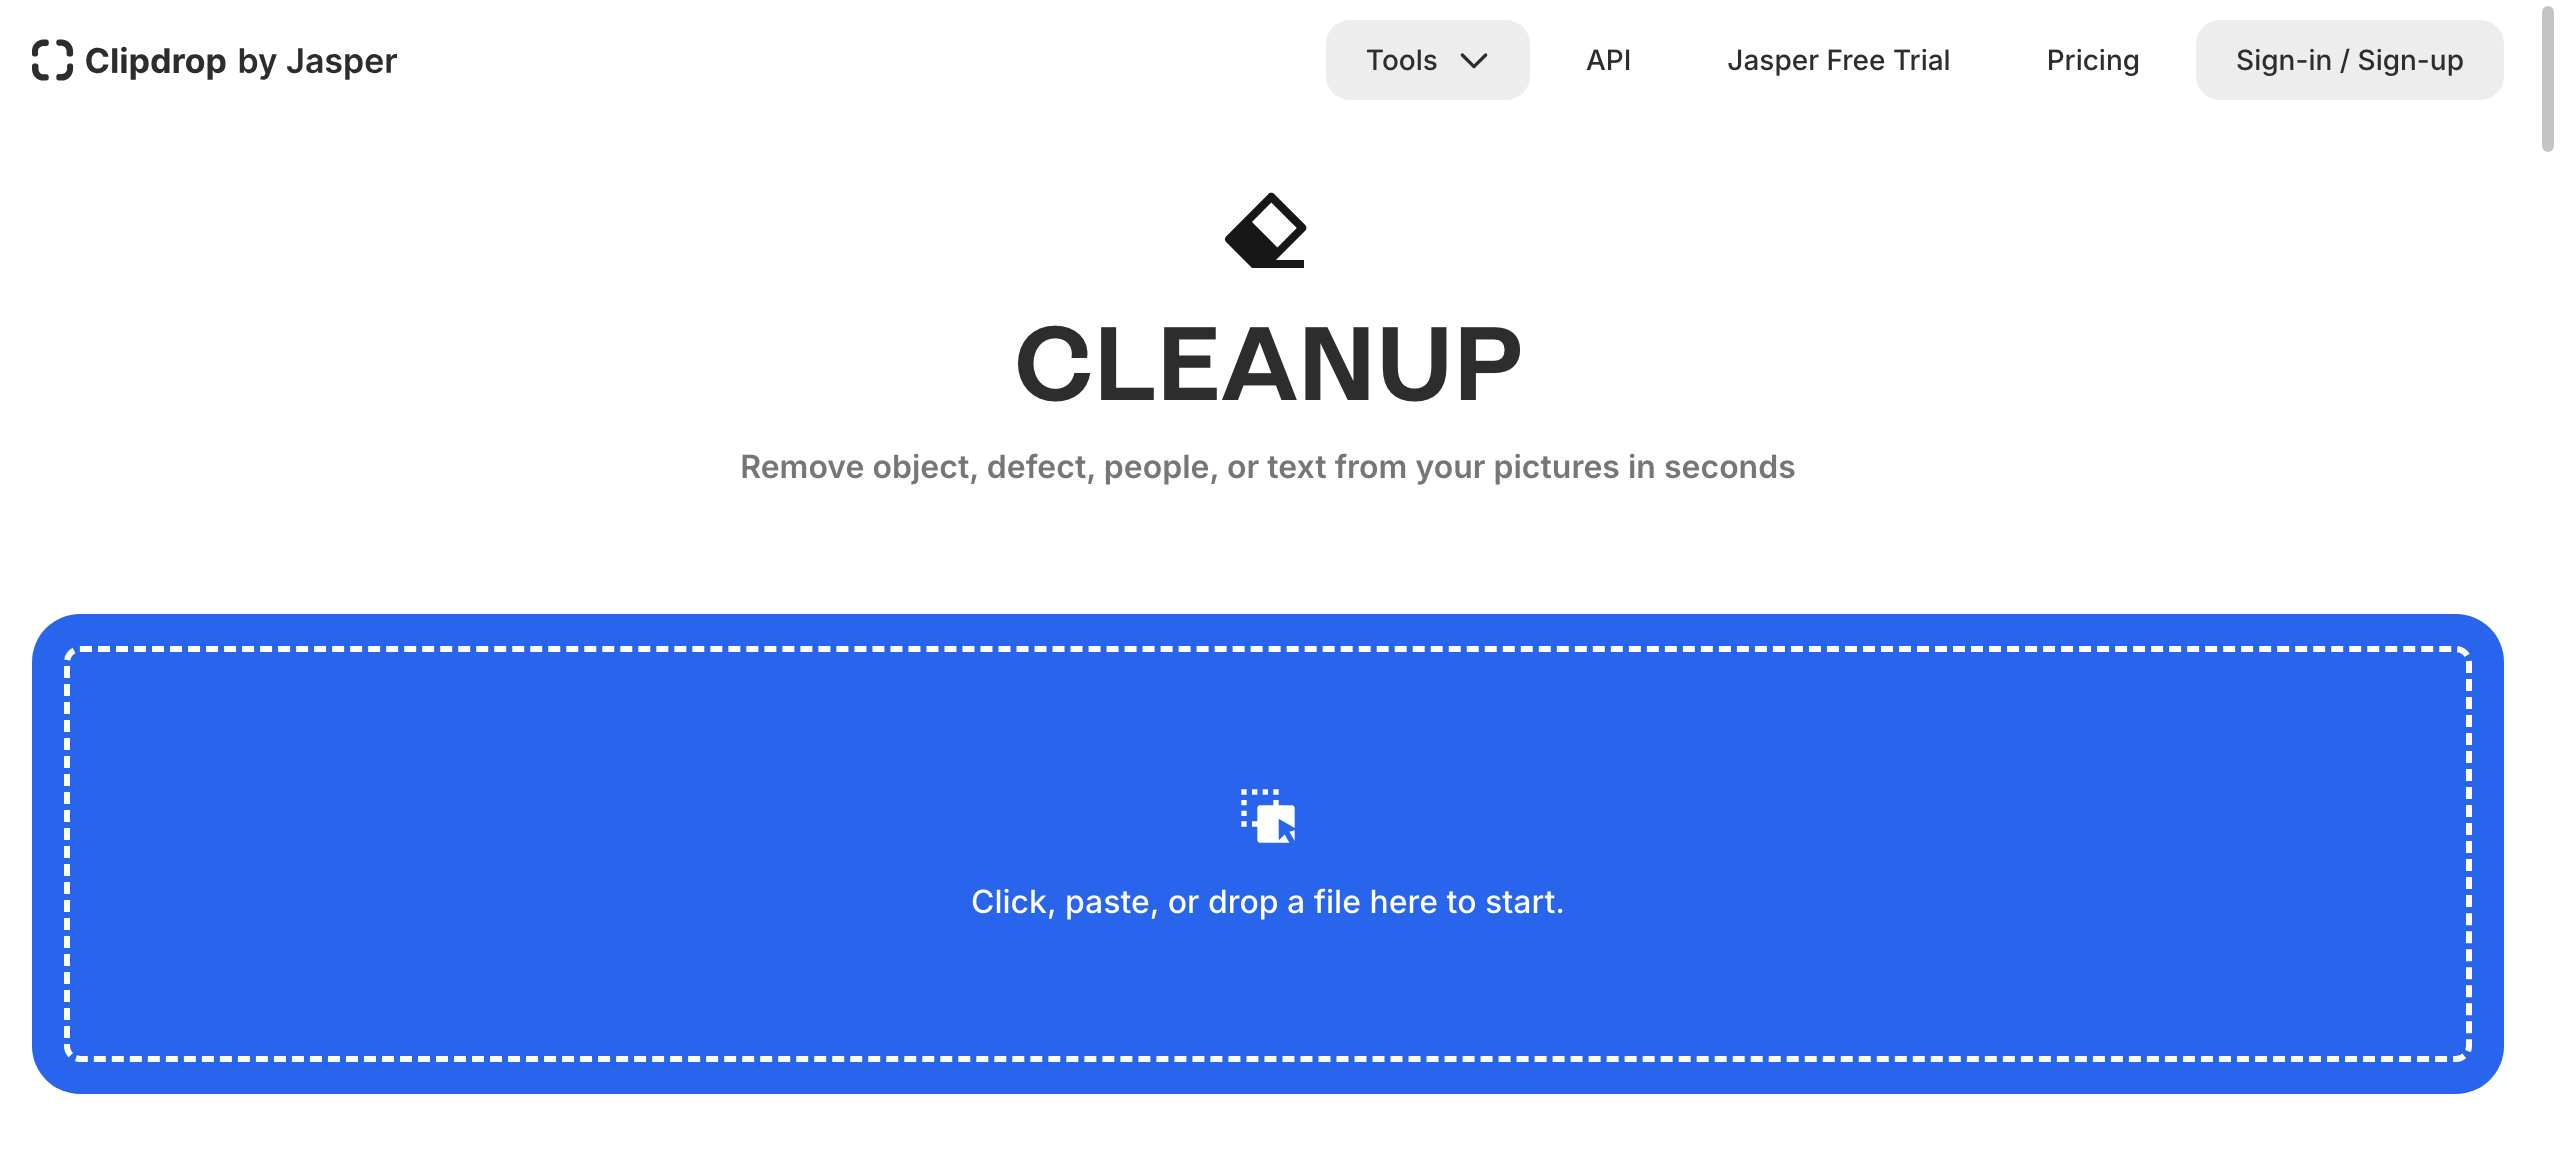 Clipdrop by Jasper
Tools
API
Jasper Free Trial
Pricing
Sign-in / Sign-up
CLEANUP
Remove object, defect, people, or text from your pictures in seconds
Click, paste, or drop a file here to start.